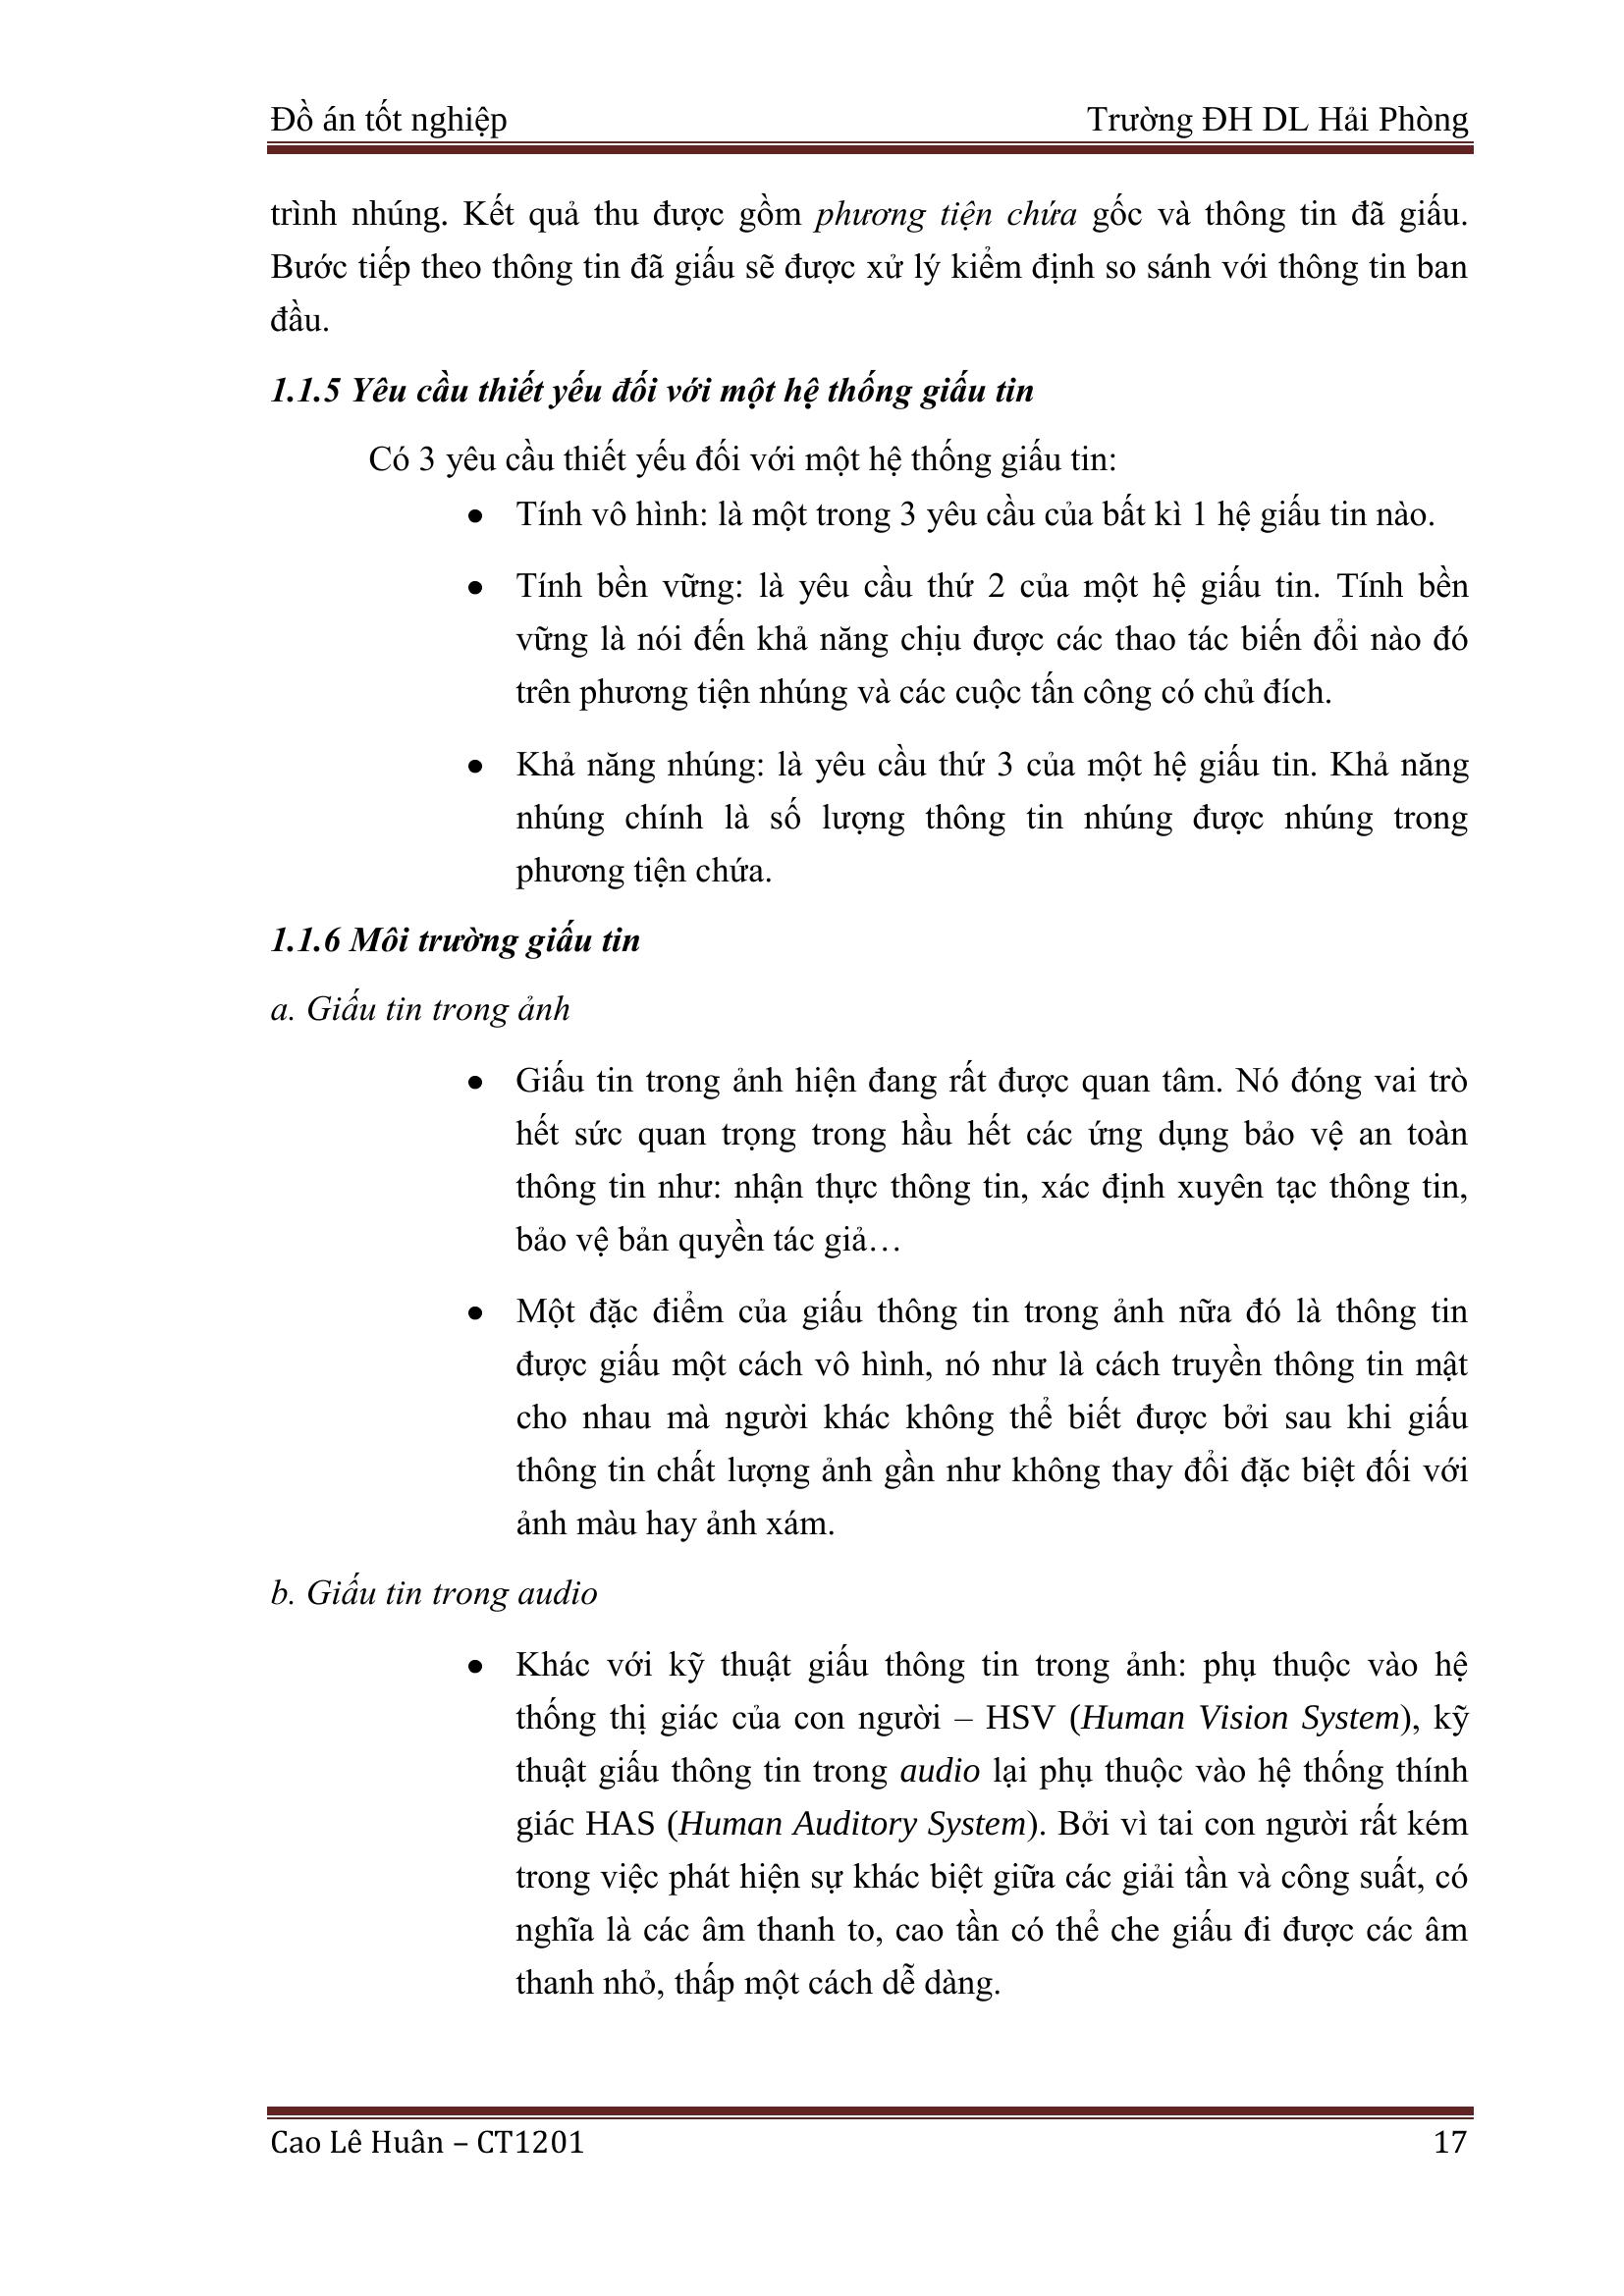 Đồ án tốt nghiệp Trường ĐH DL Hải Phòng
trình nhúng. Kết quả thu được gồm phương tiện chứa gốc và thông tin đã giấu.
Bước tiếp theo thông tin đã giấu sẽ được xử lý kiểm định so sánh với thông tin ban
đầu.
1.1.5 Yêu cầu thiết yếu đối với một hệ thống giấu tin
Có 3 yêu cầu thiết yếu đối với một hệ thống giấu tin:
● Tính vô hình: là một trong 3 yêu cầu của bất kì 1 hệ giấu tin nào.
● Tính bền vững: là yêu cầu thứ 2 của một hệ giấu tin. Tính bền
vững là nói đến khả năng chịu được các thao tác biến đổi nào đó
trên phương tiện nhúng và các cuộc tấn công có chủ đích.
● Khả năng nhúng: là yêu cầu thứ 3 của một hệ giấu tin. Khả năng
nhúng chính là số lượng thông tin nhúng được nhúng trong
phương tiện chứa.
1.1.6 Môi trường giấu tin
a. Giấu tin trong ảnh
● Giấu tin trong ảnh hiện đang rất được quan tâm. Nó đóng vai trò
hết sức quan trọng trong hầu hết các ứng dụng bảo vệ an toàn
thông tin như: nhận thực thông tin, xác định xuyên tạc thông tin,
bảo vệ bản quyền tác giả…
● Một đặc điểm của giấu thông tin trong ảnh nữa đó là thông tin
được giấu một cách vô hình, nó như là cách truyền thông tin mật
cho nhau mà người khác không thể biết được bởi sau khi giấu
thông tin chất lượng ảnh gần như không thay đổi đặc biệt đối với
ảnh màu hay ảnh xám.
b. Giấu tin trong audio
● Khác với kỹ thuật giấu thông tin trong ảnh: phụ thuộc vào hệ
thống thị giác của con người – HSV (Human Vision System), kỹ
thuật giấu thông tin trong audio lại phụ thuộc vào hệ thống thính
giác HAS (Human Auditory System). Bởi vì tai con người rất kém
trong việc phát hiện sự khác biệt giữa các giải tần và công suất, có
nghĩa là các âm thanh to, cao tần có thể che giấu đi được các âm
thanh nhỏ, thấp một cách dễ dàng.
Cao Lê Huân – CT1201 17